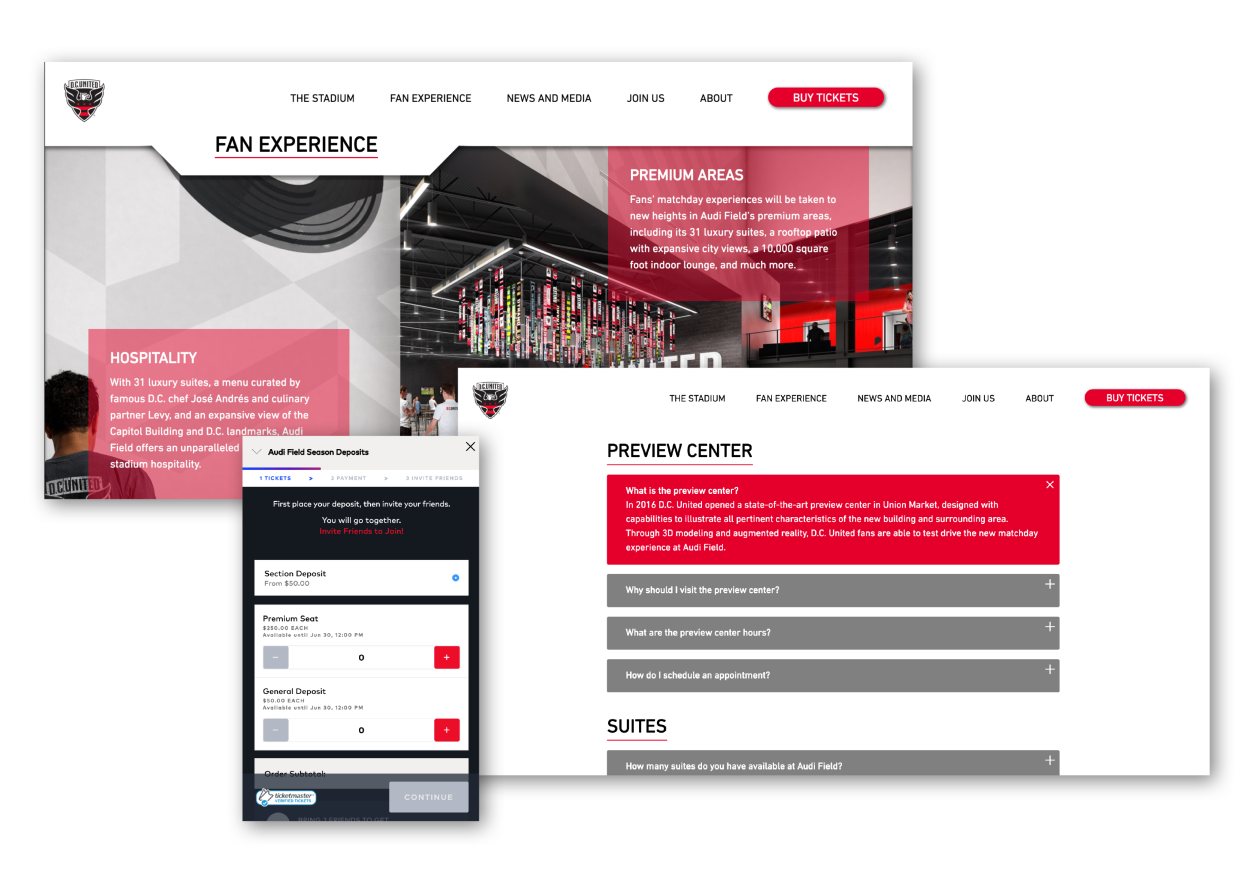 D.C.UNITED
THE STADIUM
FAN EXPERIENCE
NEWS AND MEDIA
JOIN US
ABOUT
BUY TICKETS
FAN EXPERIENCE
PREMIUM AREAS
Fans' matchday experiences will be taken to
new heights in Audi Field's premium areas,
including its 31 luxury suites, a rooftop patio
with expansive city views, a 10,000 square
foot indoor lounge, and much more.
HOSPITALITY
With 31 luxury suites, a menu curated by
famous D.C. chef José Andrés and culinary
partner Levy, and an expansive view of the
Capitol Building and D.C. landmarks, Audi
Field offers an unparalleled
stadium hospitality.
D.C.UNITED
UNITED
D.C.UNITED
THE STADIUM
FAN EXPERIENCE
NEWS AND MEDIA
JOIN US
ABOUT
BUY TICKETS
PREVIEW CENTER
What is the preview center?
In 2016 D.C. United opened a state-of-the-art preview center in Union Market, designed with
capabilities to illustrate all pertinent characteristics of the new building and surrounding area.
Through 3D modeling and augmented reality, D.C. United fans are able to test drive the new matchday
experience at Audi Field.
Why should I visit the preview center?
What are the preview center hours?
How do I schedule an appointment?
SUITES
How many suites do you have available at Audi Field?
Audi Field Season Deposits
1 TICKETS > 2 PAYMENT > 3 INVITE FRIENDS
First place your deposit, then invite your friends.
You will go together.
Invite Friends to Join!
Section Deposit
From $50.00
Premium Seat
$250.00 EACH
Available until Jun 30, 12:00 PM
− 0 +
General Deposit
$50.00 EACH
Available until Jun 30, 12:00 PM
− 0 +
Order Subtotal:
ticketmaster
VERIFIED TICKETS
CONTINUE
BRING 3 FRIENDS TO GET